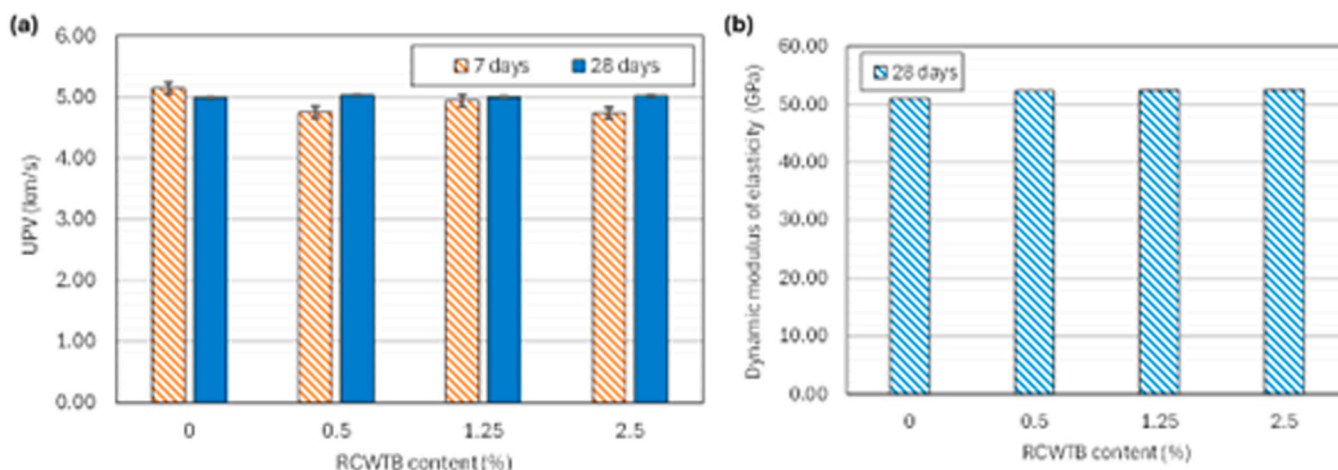 (a)
UPV (km/s)
6.00
5.00
4.00
3.00
2.00
1.00
0.00
7 days 28 days
0 0.5 1.25 2.5
RCWTB content (%)
(b)
Dynamic modulus of elasticity (GPa)
60.00
50.00
40.00
30.00
20.00
10.00
0.00
28 days
0 0.5 1.25 2.5
RCWTB content (%)